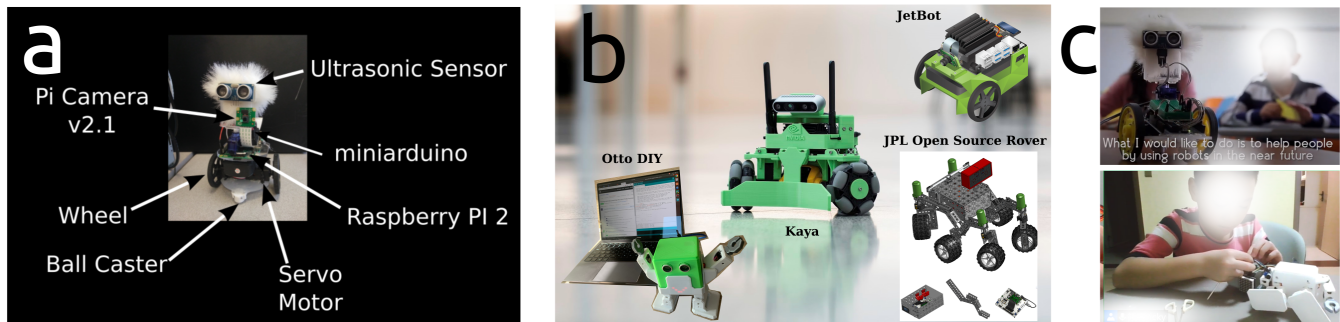 a
Ultrasonic Sensor
Pi Camera
v2.1
miniarduino
Wheel
Raspberry PI 2
Ball Caster
Servo
Motor
b
JetBot
JPL Open Source Rover
Otto DIY
Kaya
c
What I would like to do is to help people
by using robots in the near future